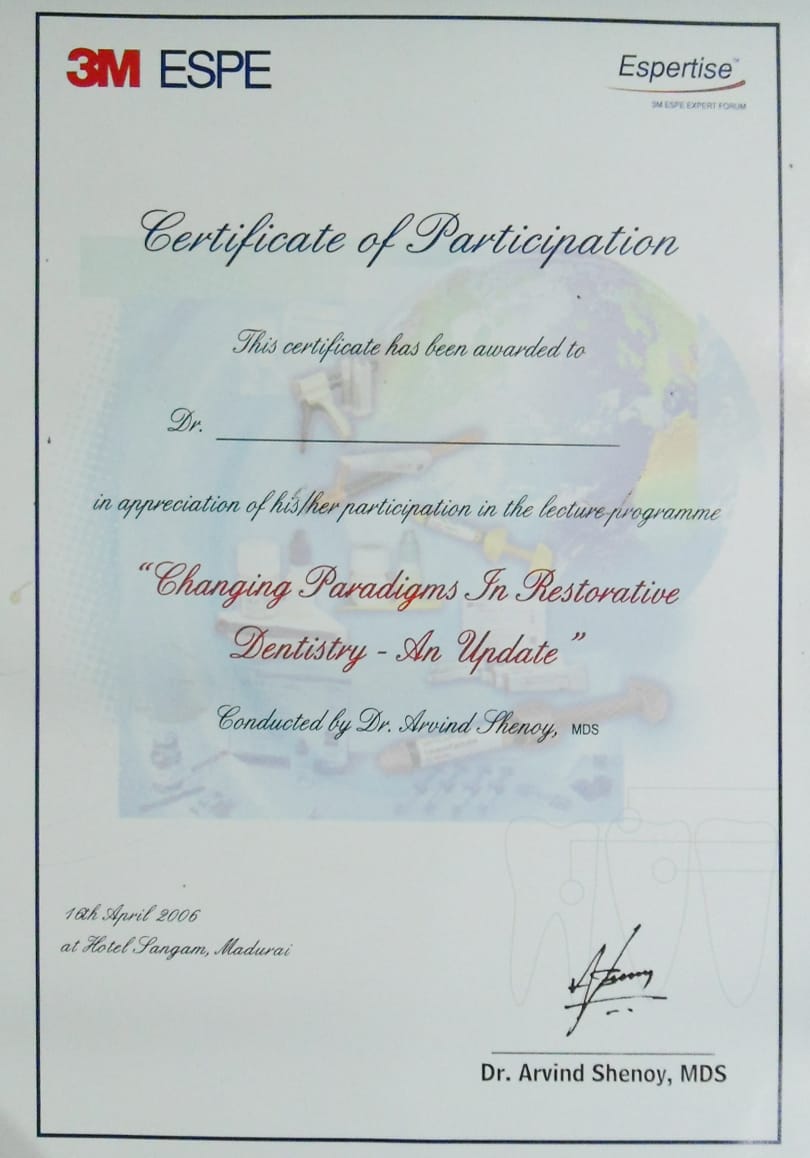 3M ESPE
Espertise™
3M ESPE EXPERT FORUM
Certificate of Participation
This certificate has been awarded to
Dr.
in appreciation of his/her participation in the lecture-programme
“Changing Paradigms In Restorative
Dentistry - An Update”
Conducted by Dr. Arvind Shenoy, MDS
16th April 2006
at Hotel Sangam, Madurai
Dr. Arvind Shenoy, MDS